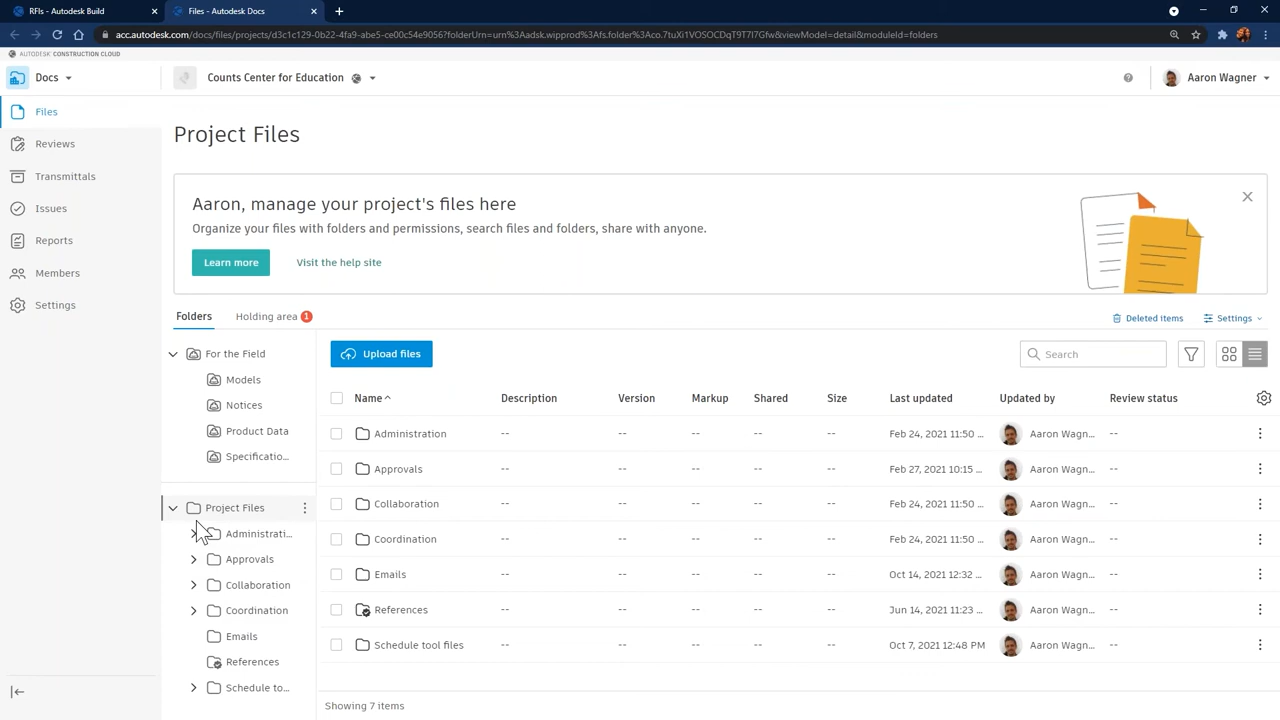 RFIs - Autodesk Build
Files - Autodesk Docs
acc.autodesk.com/docs/files/projects/d3c1c129-0b22-4fa9-abe5-ce00c54e9056?folderUrn=urn%3Aadsk.wipprod%3Afs.folder%3Aco.7tuXi1VOSOCDqT9T7I7Gfw&viewModel=detail&moduleId=folders
AUTODESK CONSTRUCTION CLOUD
Docs
Counts Center for Education
Aaron Wagner
Files
Reviews
Transmittals
Issues
Reports
Members
Settings
Project Files
Aaron, manage your project's files here
Organize your files with folders and permissions, search files and folders, share with anyone.
Learn more
Visit the help site
Folders
Holding area 1
Deleted items
Settings
For the Field
Models
Notices
Product Data
Specificatio...
Project Files
Administrati...
Approvals
Collaboration
Coordination
Emails
References
Schedule to...
Upload files
Search
Name Description Version Markup Shared Size Last updated Updated by Review status
Administration -- -- -- -- -- Feb 24, 2021 11:50 ... Aaron Wagn... --
Approvals -- -- -- -- -- Feb 27, 2021 10:15 ... Aaron Wagn... --
Collaboration -- -- -- -- -- Feb 24, 2021 11:50 ... Aaron Wagn... --
Coordination -- -- -- -- -- Feb 24, 2021 11:50 ... Aaron Wagn... --
Emails -- -- -- -- -- Oct 14, 2021 12:32 ... Aaron Wagn... --
References -- -- -- -- -- Jun 14, 2021 11:23 ... Aaron Wagn... --
Schedule tool files -- -- -- -- -- Oct 7, 2021 12:48 PM Aaron Wagn... --
Showing 7 items